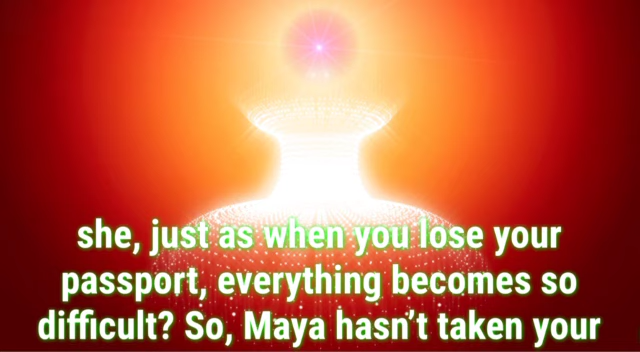 she, just as when you lose your
passport, everything becomes so
difficult? So, Maya hasn’t taken your